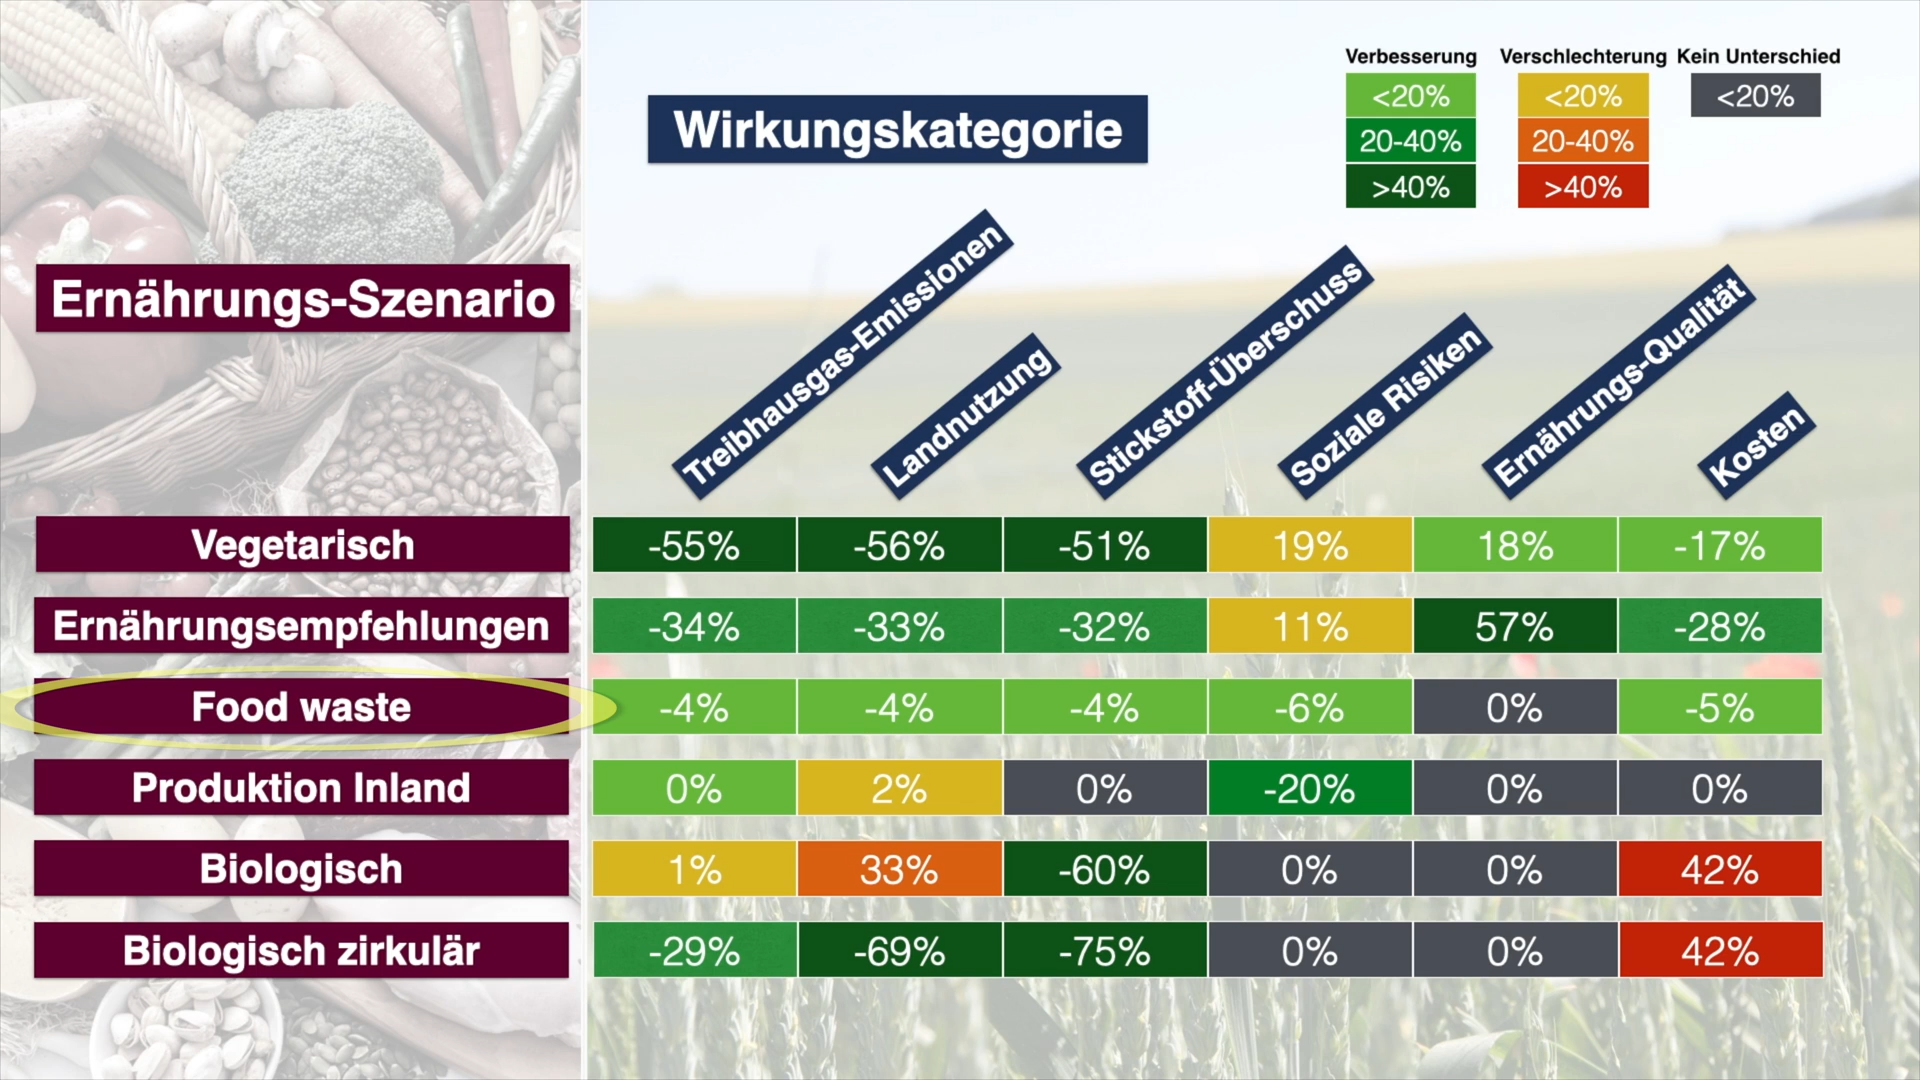 Verbesserung Verschlechterung Kein Unterschied
<20% <20% <20%
20-40% 20-40%
>40% >40%
Wirkungskategorie
Ernährungs-Szenario
Treibhausgas-Emissionen
Landnutzung
Stickstoff-Überschuss
Soziale Risiken
Ernährungs-Qualität
Kosten
Vegetarisch -55% -56% -51% 19% 18% -17%
Ernährungsempfehlungen -34% -33% -32% 11% 57% -28%
Food waste -4% -4% -4% -6% 0% -5%
Produktion Inland 0% 2% 0% -20% 0% 0%
Biologisch 1% 33% -60% 0% 0% 42%
Biologisch zirkulär -29% -69% -75% 0% 0% 42%